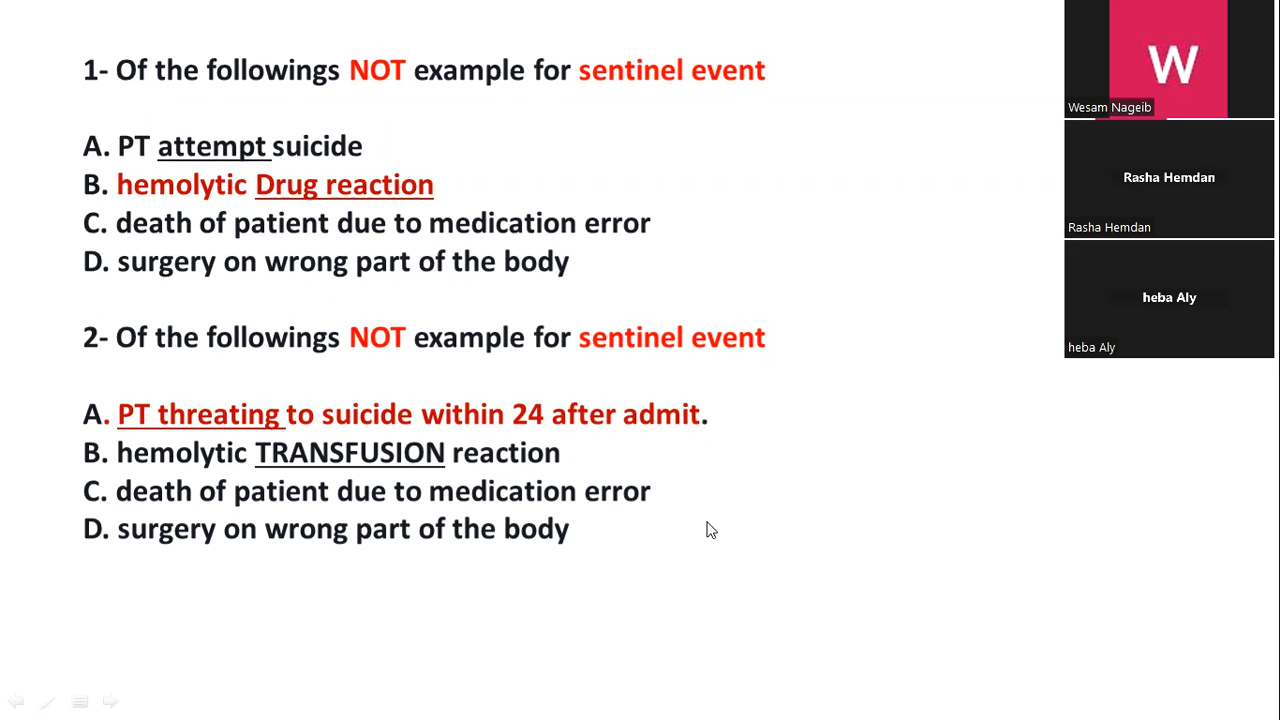 1- Of the followings NOT example for sentinel event
A. PT attempt suicide
B. hemolytic Drug reaction
C. death of patient due to medication error
D. surgery on wrong part of the body
2- Of the followings NOT example for sentinel event
A. PT threating to suicide within 24 after admit.
B. hemolytic TRANSFUSION reaction
C. death of patient due to medication error
D. surgery on wrong part of the body
W
Wesam Nageib
Rasha Hemdan
Rasha Hemdan
heba Aly
heba Aly